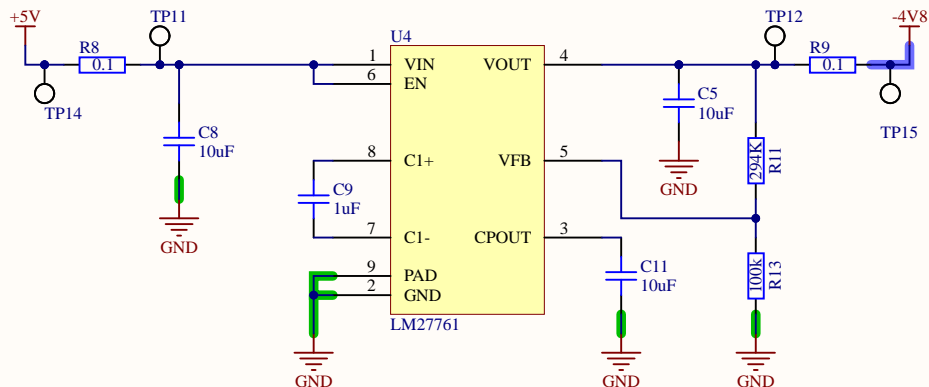 +5V
TP11
TP12
-4V8
U4
R8
0.1
1
VIN
VOUT
4
R9
0.1
6
EN
TP14
C5
10uF
TP15
C8
10uF
294K
R11
8
C1+
VFB
5
GND
C9
1uF
GND
7
C1-
CPOUT
3
100k
R13
C11
10uF
9
PAD
2
GND
LM27761
GND
GND
GND